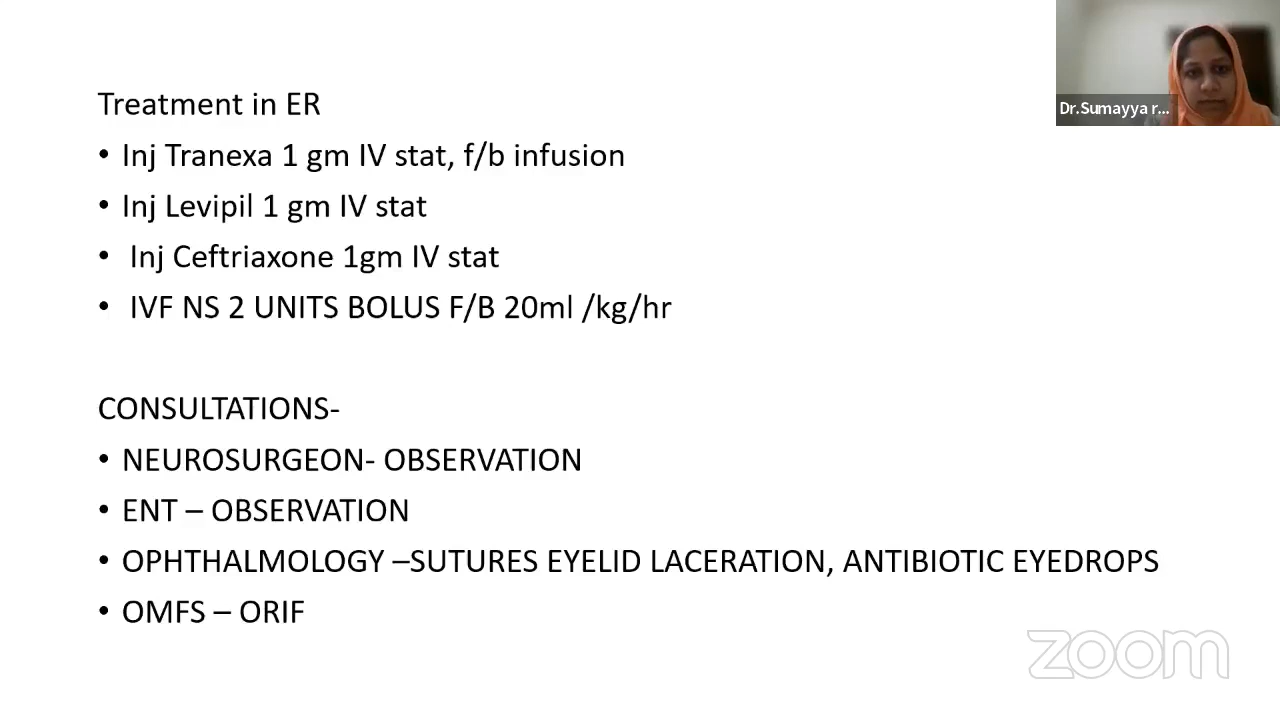 Treatment in ER
• Inj Tranexa 1 gm IV stat, f/b infusion
• Inj Levipil 1 gm IV stat
• Inj Ceftriaxone 1gm IV stat
• IVF NS 2 UNITS BOLUS F/B 20ml /kg/hr
CONSULTATIONS-
• NEUROSURGEON- OBSERVATION
• ENT – OBSERVATION
• OPHTHALMOLOGY –SUTURES EYELID LACERATION, ANTIBIOTIC EYEDROPS
• OMFS – ORIF
Dr.Sumayya r...
zoom